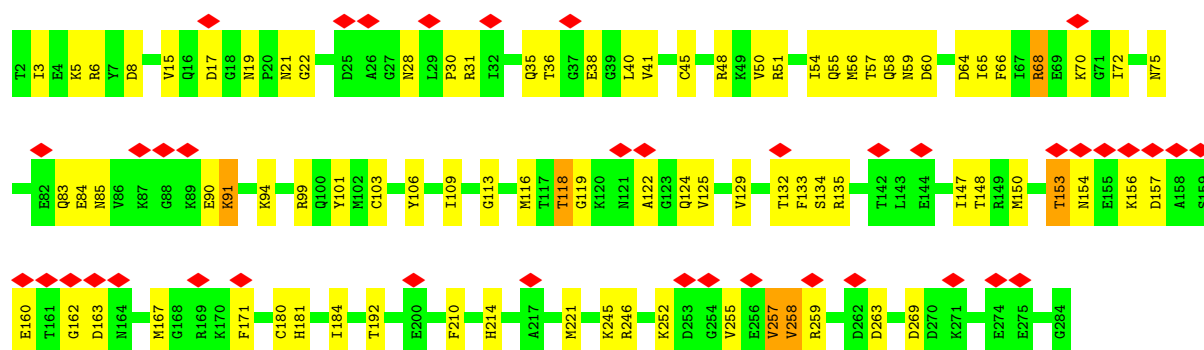 T2 I3 E4 K5 R6 Y7 D8 V15 Q16 D17 G18 N19 P20 N21 G22 D25 A26 G27 N28 L29 P30 R31 I32 Q35 T36 G37 E38 G39 L40 V41 C45 R48 K49 V50 R51 I54 Q55 M56 T57 Q58 N59 D60 D64 I65 F66 I67 R68 E69 K70 G71 I72 N75
E82 Q83 E84 N85 V86 K87 G88 K89 E90 K91 K94 R99 Q100 Y101 M102 C103 Y106 I109 G113 M116 T117 T118 G119 K120 N121 A122 G123 Q124 V125 V129 T132 F133 S134 R135 T142 L143 E144 I147 T148 R149 M150 T153 N154 E155 K156 D157 A158 S159
E160 T161 G162 D163 N164 M167 G168 R169 K170 F171 C180 H181 I184 T192 E200 F210 H214 A217 M221 K245 R246 K252 D253 G254 V255 E256 V257 V258 R259 D262 D263 D269 D270 K271 E274 E275 G284